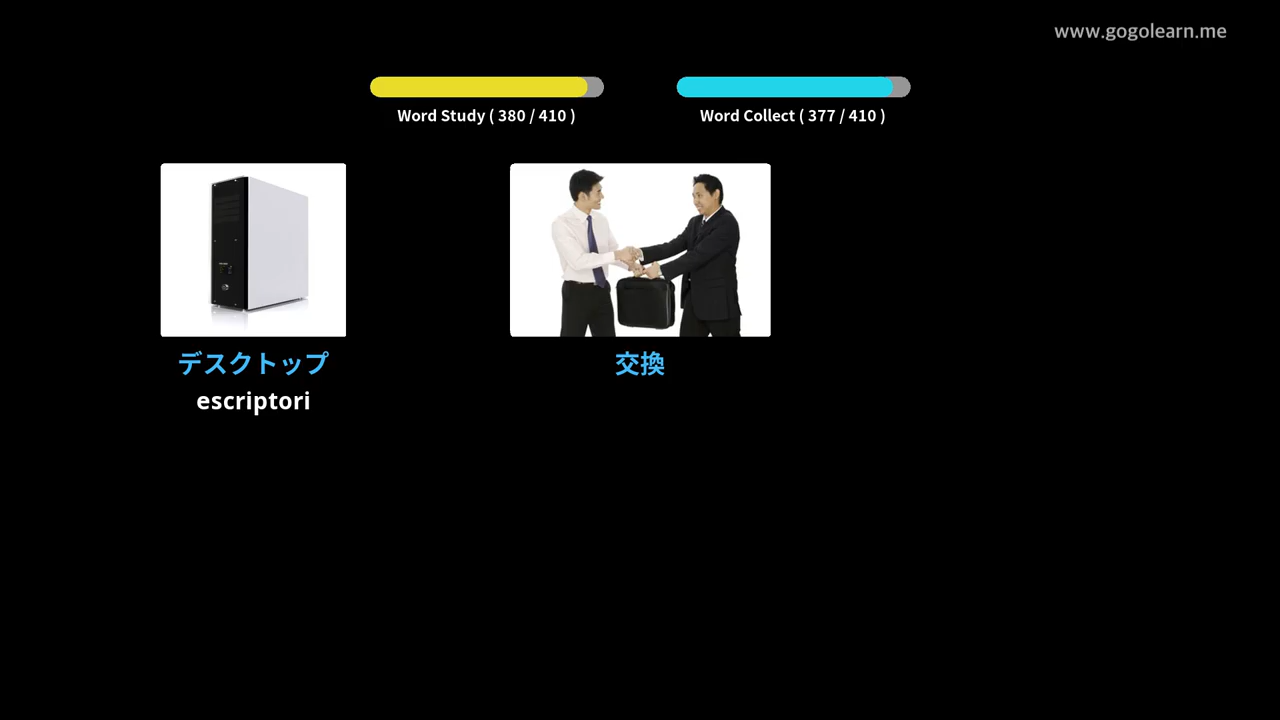 www.gogolearn.me
Word Study ( 380 / 410 )
Word Collect ( 377 / 410 )
デスクトップ
escriptori
交換